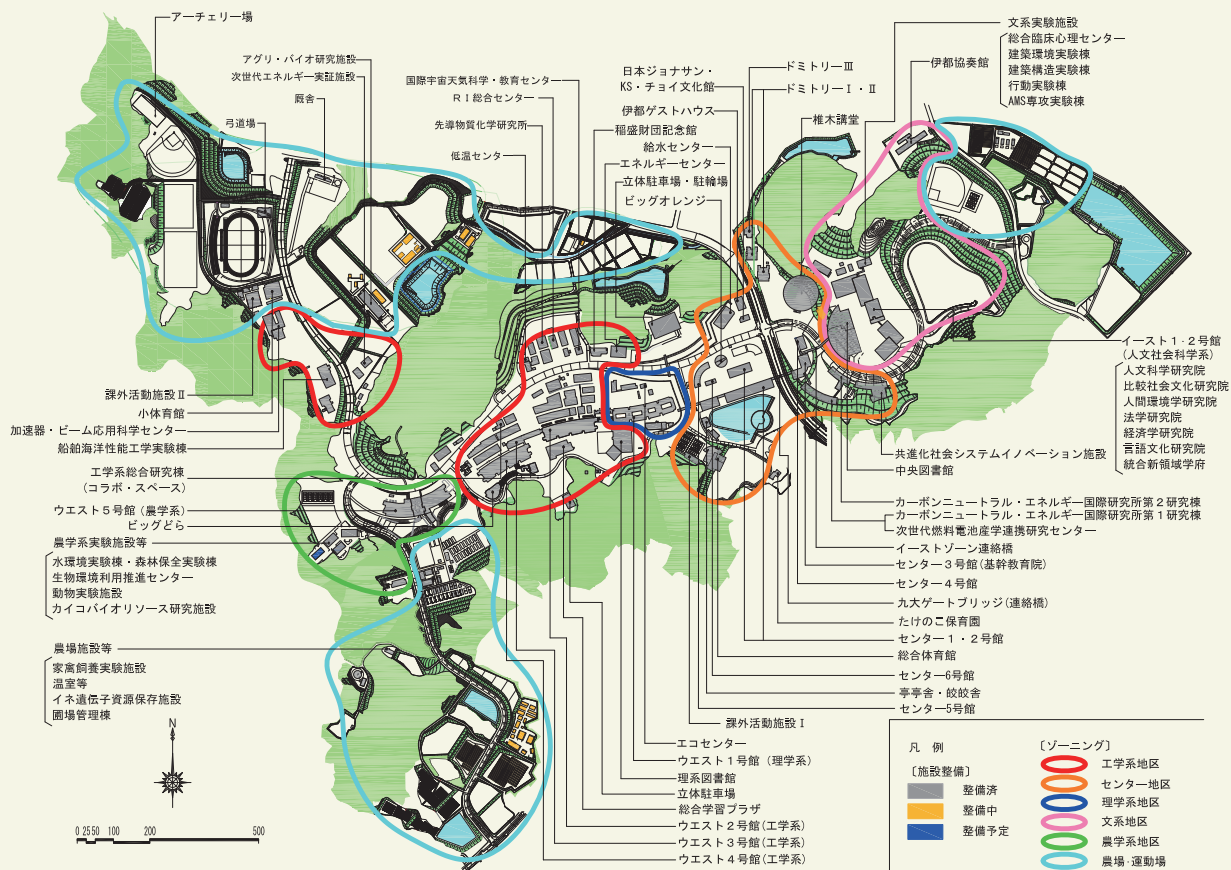 アーチェリー場
アグリ・バイオ研究施設
次世代エネルギー実証施設
厩舎
弓道場
国際宇宙天気科学・教育センター
RI総合センター
先導物質化学研究所
低温センター
日本ジョナサン・
KS・チョイ文化館
伊都ゲストハウス
稲盛財団記念館
給水センター
エネルギーセンター
立体駐車場・駐輪場
ビッグオレンジ
ドミトリーⅢ
ドミトリーⅠ・Ⅱ
椎木講堂
伊都協奏館
文系実験施設
総合臨床心理センター
建築環境実験棟
建築構造実験棟
行動実験棟
AMS専攻実験棟
課外活動施設Ⅱ
小体育館
加速器・ビーム応用科学センター
船舶海洋性能工学実験棟
工学系総合研究棟
(コラボ・スペース)
ウエスト5号館(農学系)
ビッグどら
農学系実験施設等
水環境実験棟・森林保全実験棟
生物環境利用推進センター
動物実験施設
カイコバイオリソース研究施設
農場施設等
家禽飼養実験施設
温室等
イネ遺伝子資源保存施設
圃場管理棟
N
0 25 50 100 200 500
イースト1・2号館
(人文社会科学系)
人文科学研究院
比較社会文化研究院
人間環境学研究院
法学研究院
経済学研究院
言語文化研究院
統合新領域学府
共進化社会システムイノベーション施設
中央図書館
カーボンニュートラル・エネルギー国際研究所第2研究棟
カーボンニュートラル・エネルギー国際研究所第1研究棟
次世代燃料電池産学連携研究センター
イーストゾーン連絡橋
センター3号館(基幹教育院)
センター4号館
九大ゲートブリッジ(連絡橋)
たけのこ保育園
センター1・2号館
総合体育館
センター6号館
亭亭舎・皎皎舎
センター5号館
課外活動施設Ⅰ
エコセンター
ウエスト1号館(理学系)
理系図書館
立体駐車場
総合学習プラザ
ウエスト2号館(工学系)
ウエスト3号館(工学系)
ウエスト4号館(工学系)
凡 例
〔施設整備〕
整備済
整備中
整備予定
〔ゾーニング〕
工学系地区
センター地区
理学系地区
文系地区
農学系地区
農場・運動場